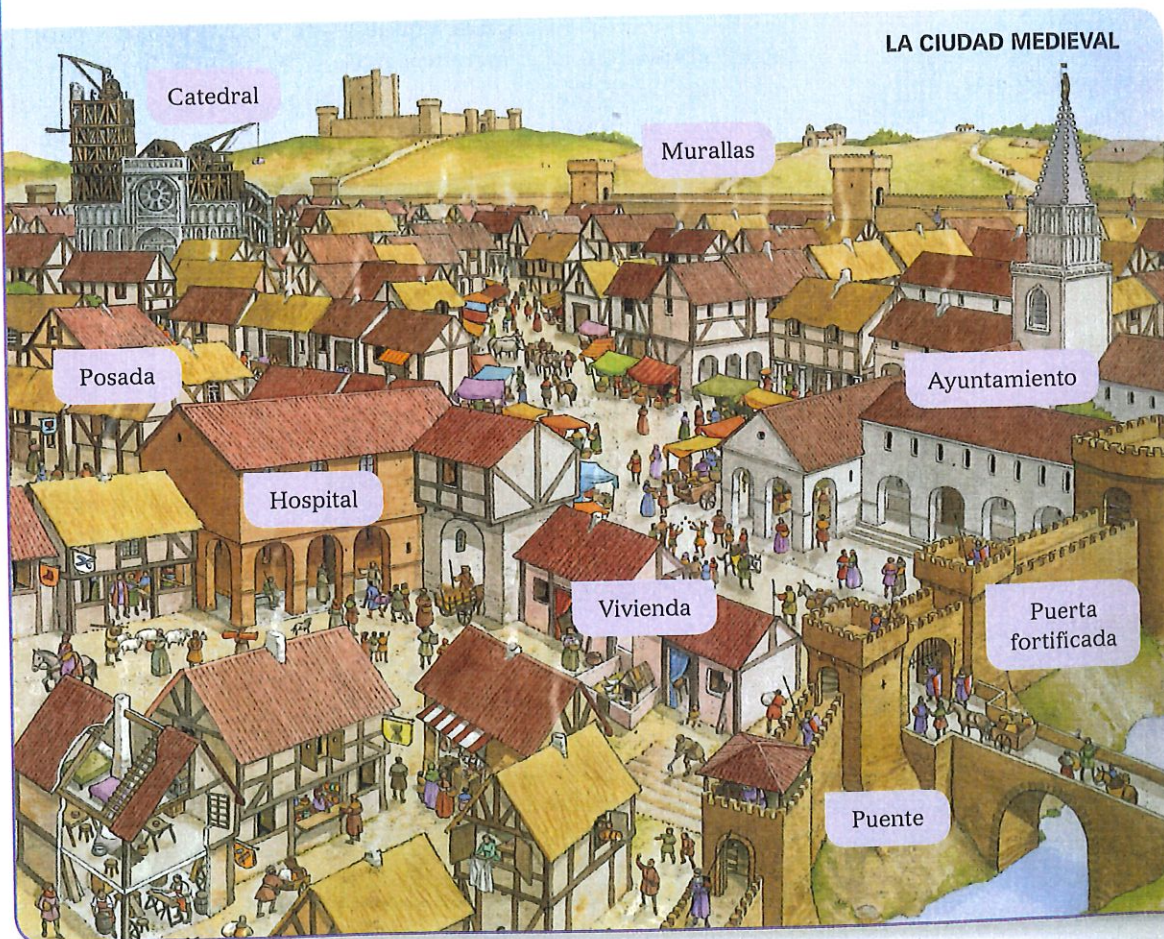 LA CIUDAD MEDIEVAL
Catedral
Murallas
Posada
Ayuntamiento
Hospital
Vivienda
Puerta
fortificada
Puente